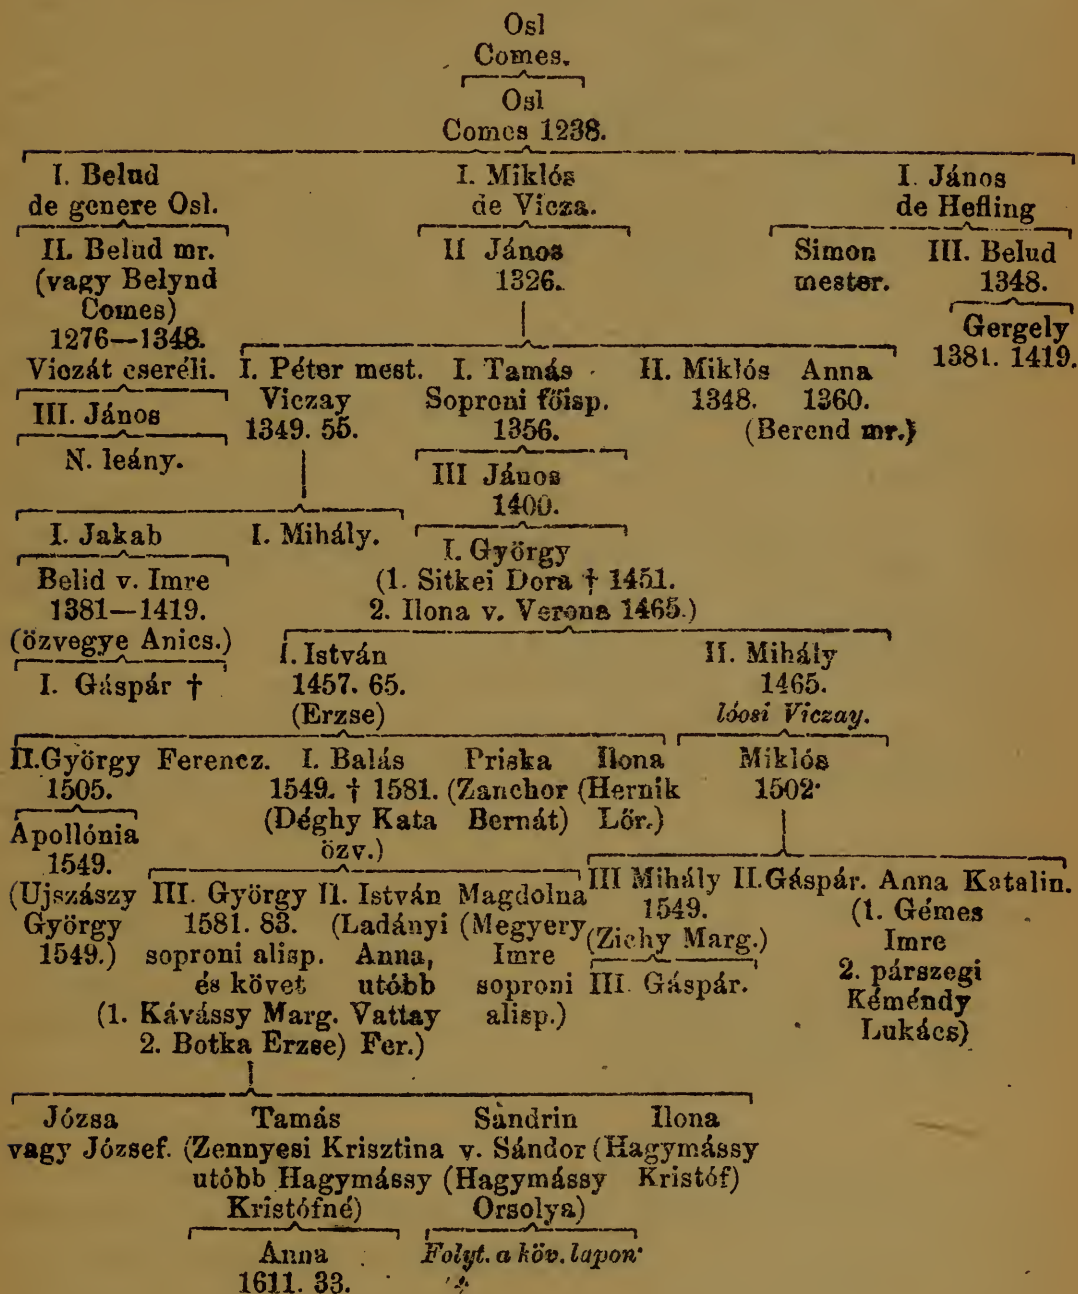 Osl
Comes.
Osl
Comes 1238.
I. Belud I. Miklós I. János
de genere Osl. de Vicza. de Hefling
II. Belud mr. II János Simon III. Belud
(vagy Belynd 1326. mester. 1348.
Comes) Gergely
1276—1348. 1381. 1419.
Viczát cseréli. I. Péter mest. I. Tamás II. Miklós Anna
III. János Viczay Soproni főisp. 1348. 1360.
1349. 55. 1356. (Berend mr.)
N. leány. III János
1400.
I. Jakab I. Mihály. I. György
Belid v. Imre (1. Sitkei Dora † 1451.
1381—1419. 2. Ilona v. Verona 1465.)
(özvegye Anics.) I. István II. Mihály
I. Gáspár † 1457. 65. 1465.
(Erzse) lóosi Viczay.
II.György Ferencz. I. Balás Priska Ilona Miklós
1505. 1549. † 1581. (Zanchor (Hernik 1502.
Apollónia (Déghy Kata Bernát) Lőr.)
1549. özv.)
(Ujszászy III. György II. István Magdolna III Mihály II.Gáspár. Anna Katalin.
György 1581. 83. (Ladányi (Megyery 1549. (1. Gémes
1549.) soproni alisp. Anna, Imre (Zichy Marg.) Imre
és követ utóbb soproni III. Gáspár. 2. párszegi
(1. Kávássy Marg. Vattay alisp.) Kéméndy
2. Botka Erzse) Fer.) Lukács)
Józsa Tamás Sàndrin Ilona
vagy József. (Zennyesi Krisztina v. Sándor (Hagymássy
utóbb Hagymássy (Hagymássy Kristóf)
Kristófné) Orsolya)
Anna Folyt. a köv. lapon
1611. 33.